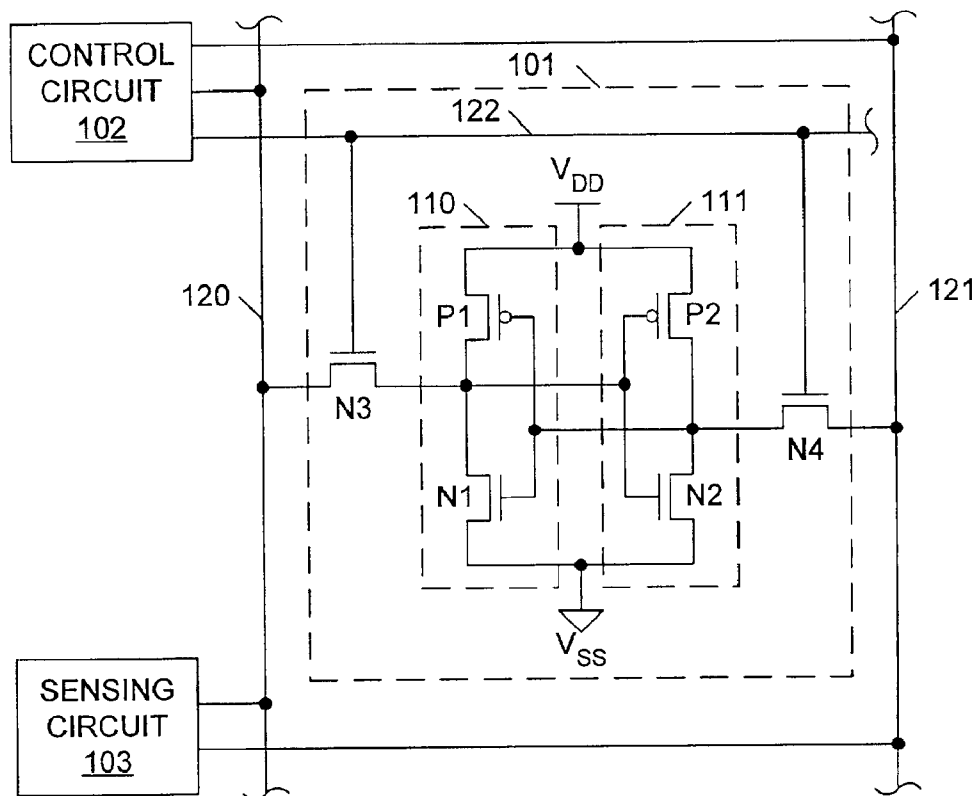 CONTROL
CIRCUIT
102
101
122
V_DD
110
111
120
121
P1
P2
N3
N4
N1
N2
V_SS
SENSING
CIRCUIT
103